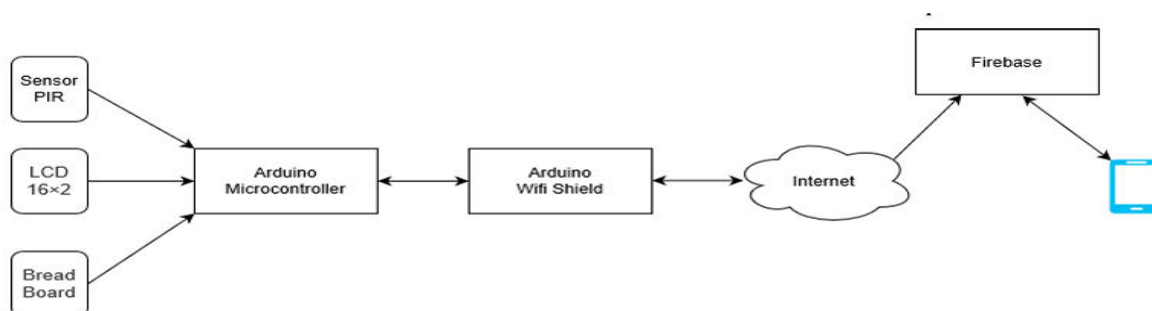 Sensor
PIR
LCD
16×2
Bread
Board
Arduino
Microcontroller
Arduino
Wifi Shield
Internet
Firebase